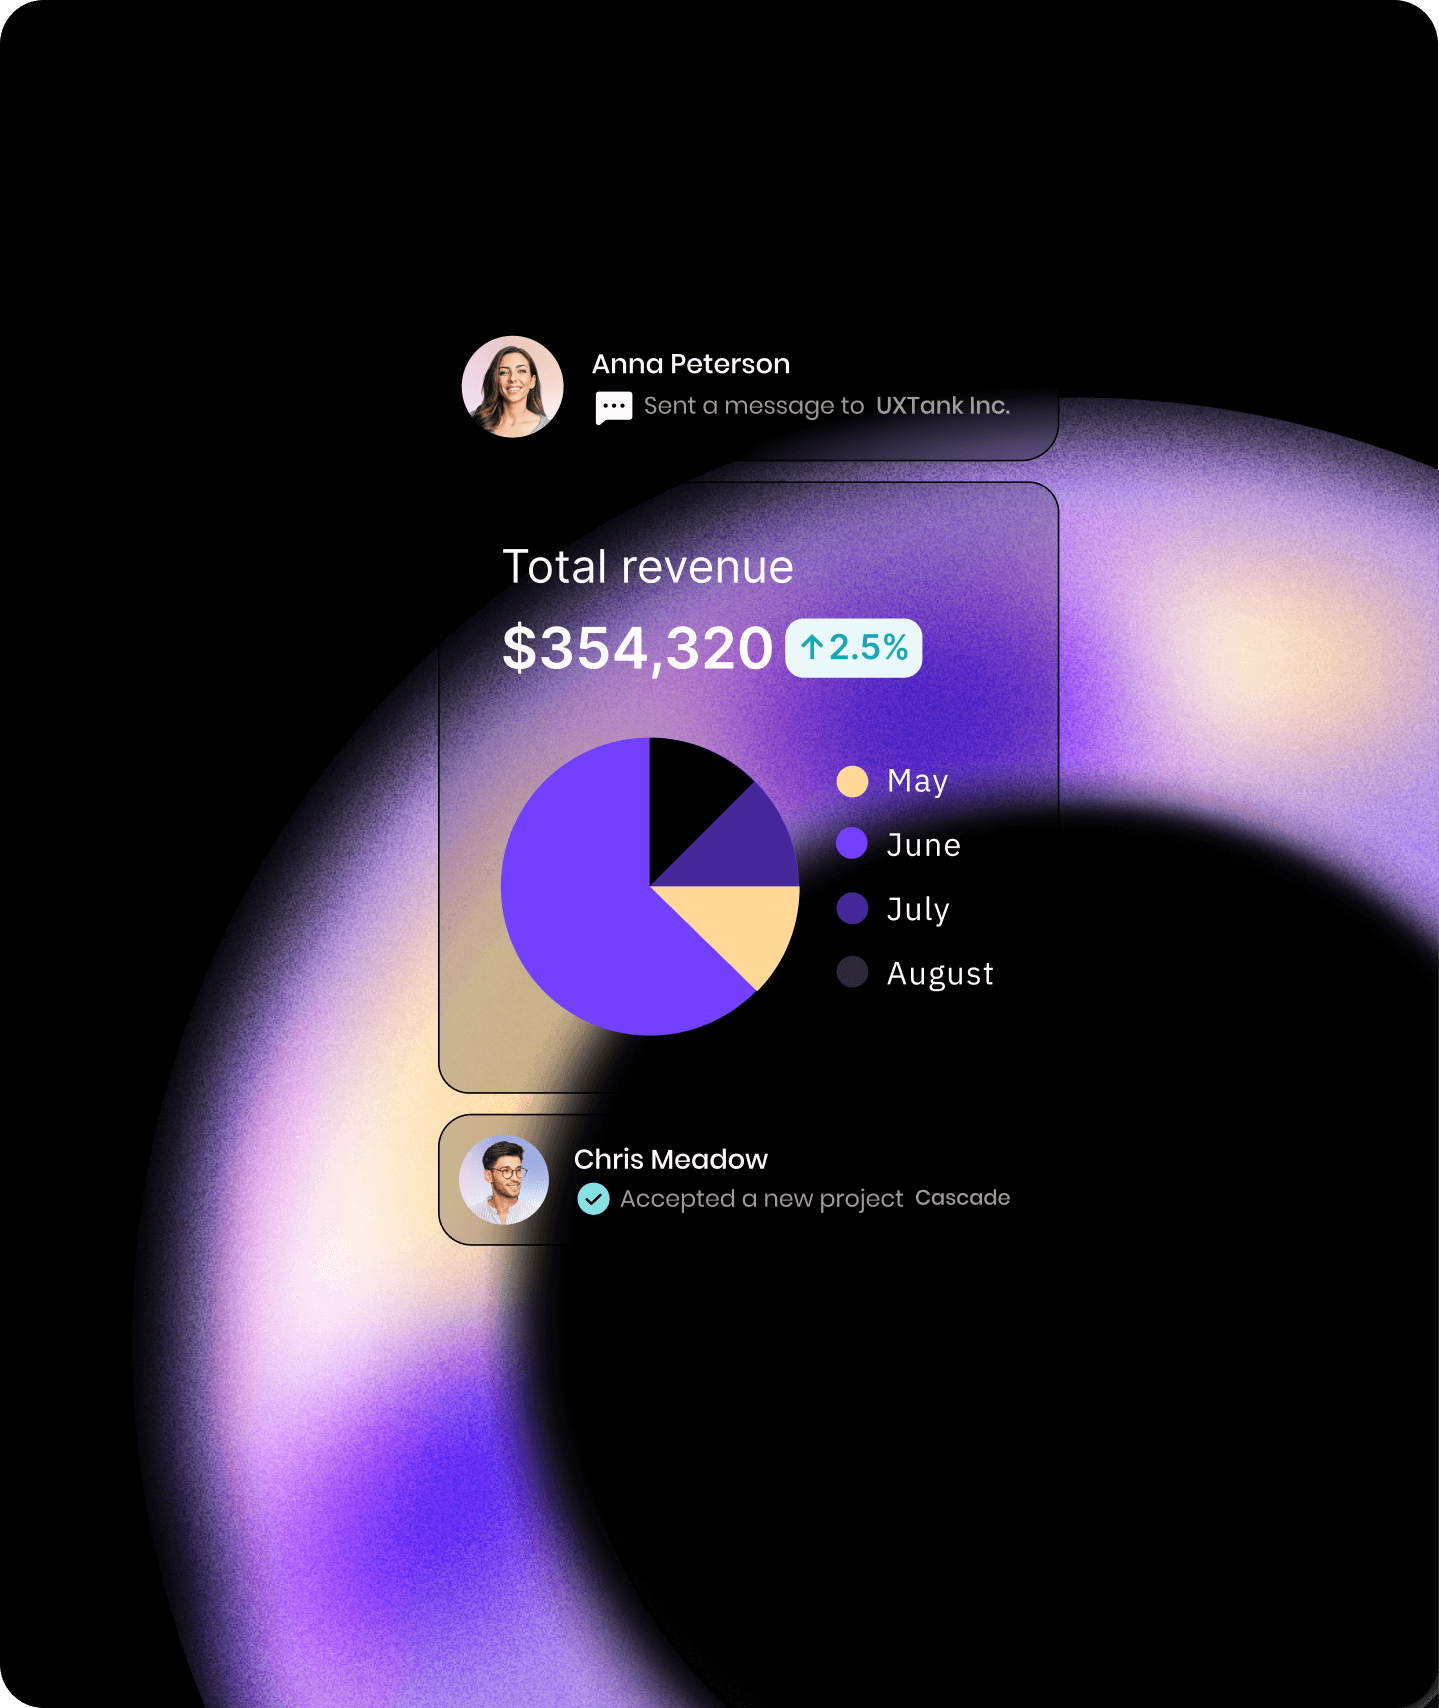 Anna Peterson
Sent a message to UXTank Inc.
Total revenue
$354,320 ↑2.5%
May
June
July
August
Chris Meadow
Accepted a new project Cascade